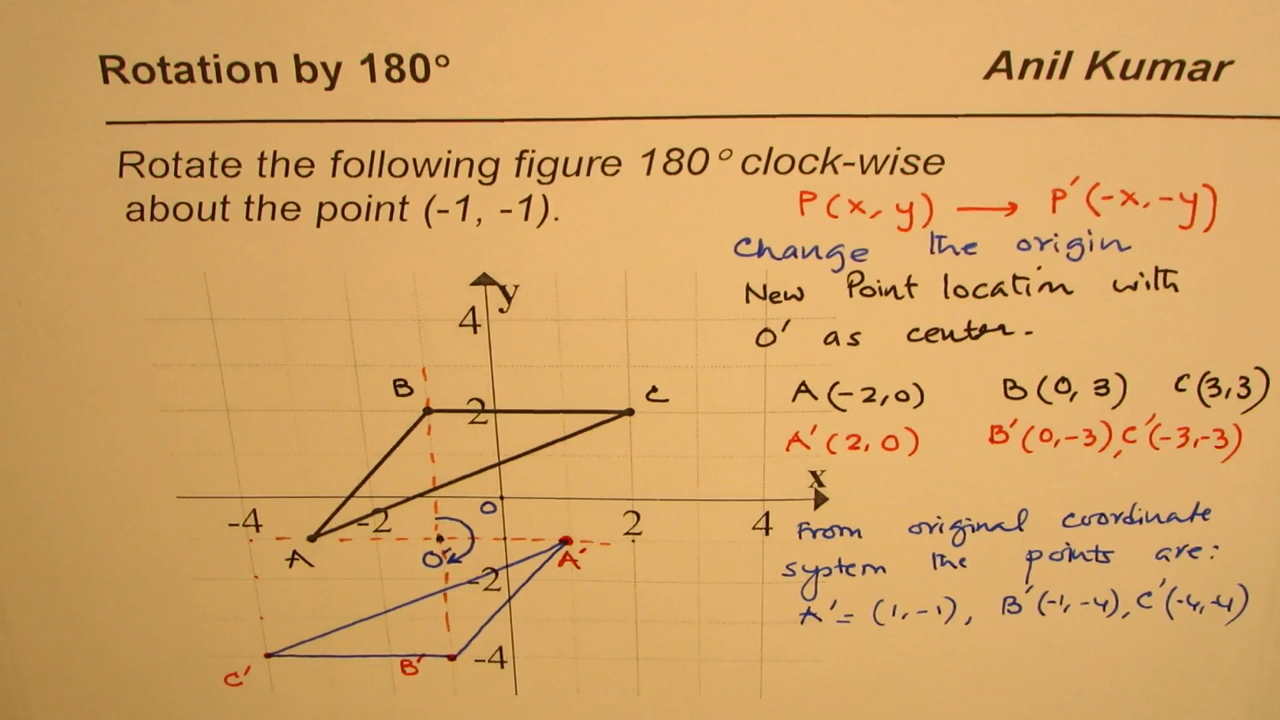 Rotation by 180°
Anil Kumar
Rotate the following figure 180° clock-wise
about the point (-1, -1).
P(x, y) → P'(-x, -y)
Change the origin
New Point location with
O' as center.
A(-2,0) B(0, 3) C(3,3)
A'(2, 0) B'(0,-3), C'(-3,-3)
From original coordinate
system the points are:
A' = (1,-1), B'(-1,-4), C'(-4,-4)
y
4
B
C
2
x
O
-4
-2
2
4
A
O'
A'
-2
C'
B'
-4